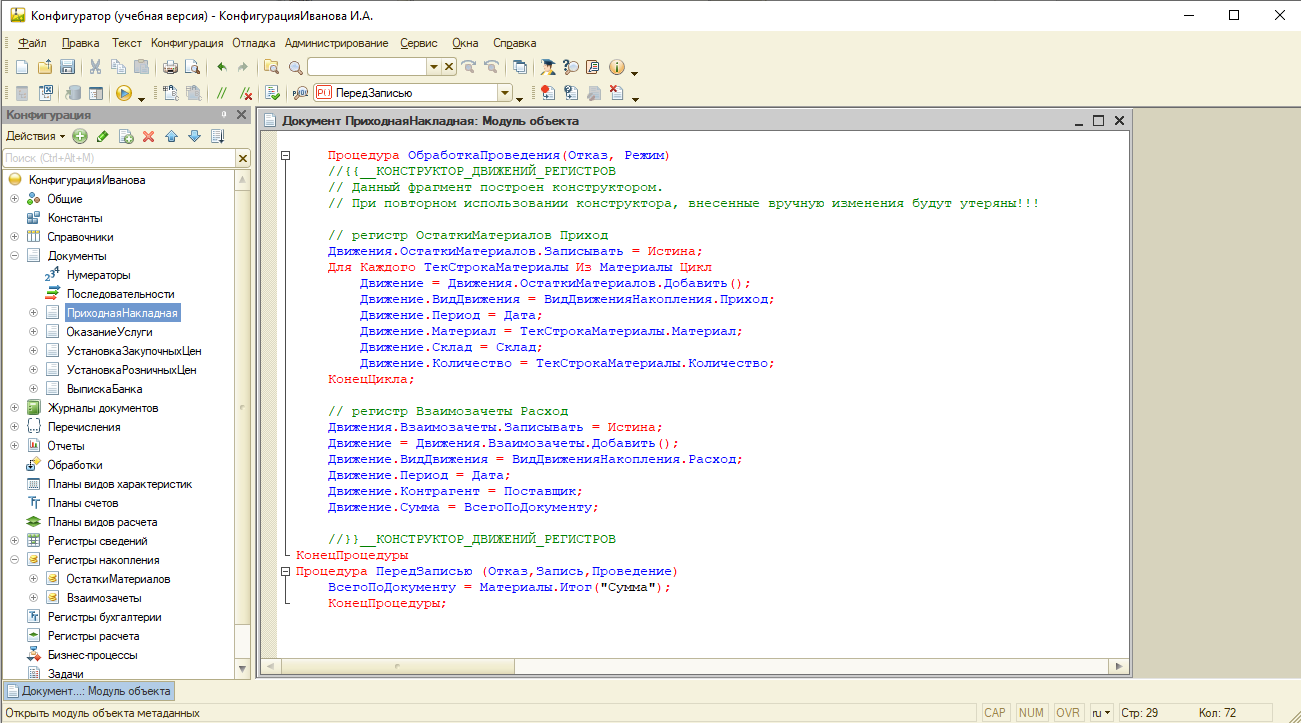 Конфигуратор (учебная версия) - КонфигурацияИванова И.А.
Файл Правка Текст Конфигурация Отладка Администрирование Сервис Окна Справка
ПередЗаписью
Конфигурация
Действия
Поиск (Ctrl+Alt+M)
КонфигурацияИванова
Общие
Константы
Справочники
Документы
Нумераторы
Последовательности
ПриходнаяНакладная
ОказаниеУслуги
УстановкаЗакупочныхЦен
УстановкаРозничныхЦен
ВыпискаБанка
Журналы документов
Перечисления
Отчеты
Обработки
Планы видов характеристик
Планы счетов
Планы видов расчета
Регистры сведений
Регистры накопления
ОстаткиМатериалов
Взаимозачеты
Регистры бухгалтерии
Регистры расчета
Бизнес-процессы
Задачи
Документ ПриходнаяНакладная: Модуль объекта
Процедура ОбработкаПроведения(Отказ, Режим)
//{{__КОНСТРУКТОР_ДВИЖЕНИЙ_РЕГИСТРОВ
// Данный фрагмент построен конструктором.
// При повторном использовании конструктора, внесенные вручную изменения будут утеряны!!!
// регистр ОстаткиМатериалов Приход
Движения.ОстаткиМатериалов.Записывать = Истина;
Для Каждого ТекСтрокаМатериалы Из Материалы Цикл
Движение = Движения.ОстаткиМатериалов.Добавить();
Движение.ВидДвижения = ВидДвиженияНакопления.Приход;
Движение.Период = Дата;
Движение.Материал = ТекСтрокаМатериалы.Материал;
Движение.Склад = Склад;
Движение.Количество = ТекСтрокаМатериалы.Количество;
КонецЦикла;
// регистр Взаимозачеты Расход
Движения.Взаимозачеты.Записывать = Истина;
Движение = Движения.Взаимозачеты.Добавить();
Движение.ВидДвижения = ВидДвиженияНакопления.Расход;
Движение.Период = Дата;
Движение.Контрагент = Поставщик;
Движение.Сумма = ВсегоПоДокументу;
//}}__КОНСТРУКТОР_ДВИЖЕНИЙ_РЕГИСТРОВ
КонецПроцедуры
Процедура ПередЗаписью (Отказ,Запись,Проведение)
ВсегоПоДокументу = Материалы.Итог("Сумма");
КонецПроцедуры;
Документ...: Модуль объекта
Открыть модуль объекта метаданных
CAP NUM OVR ru Стр: 29 Кол: 72